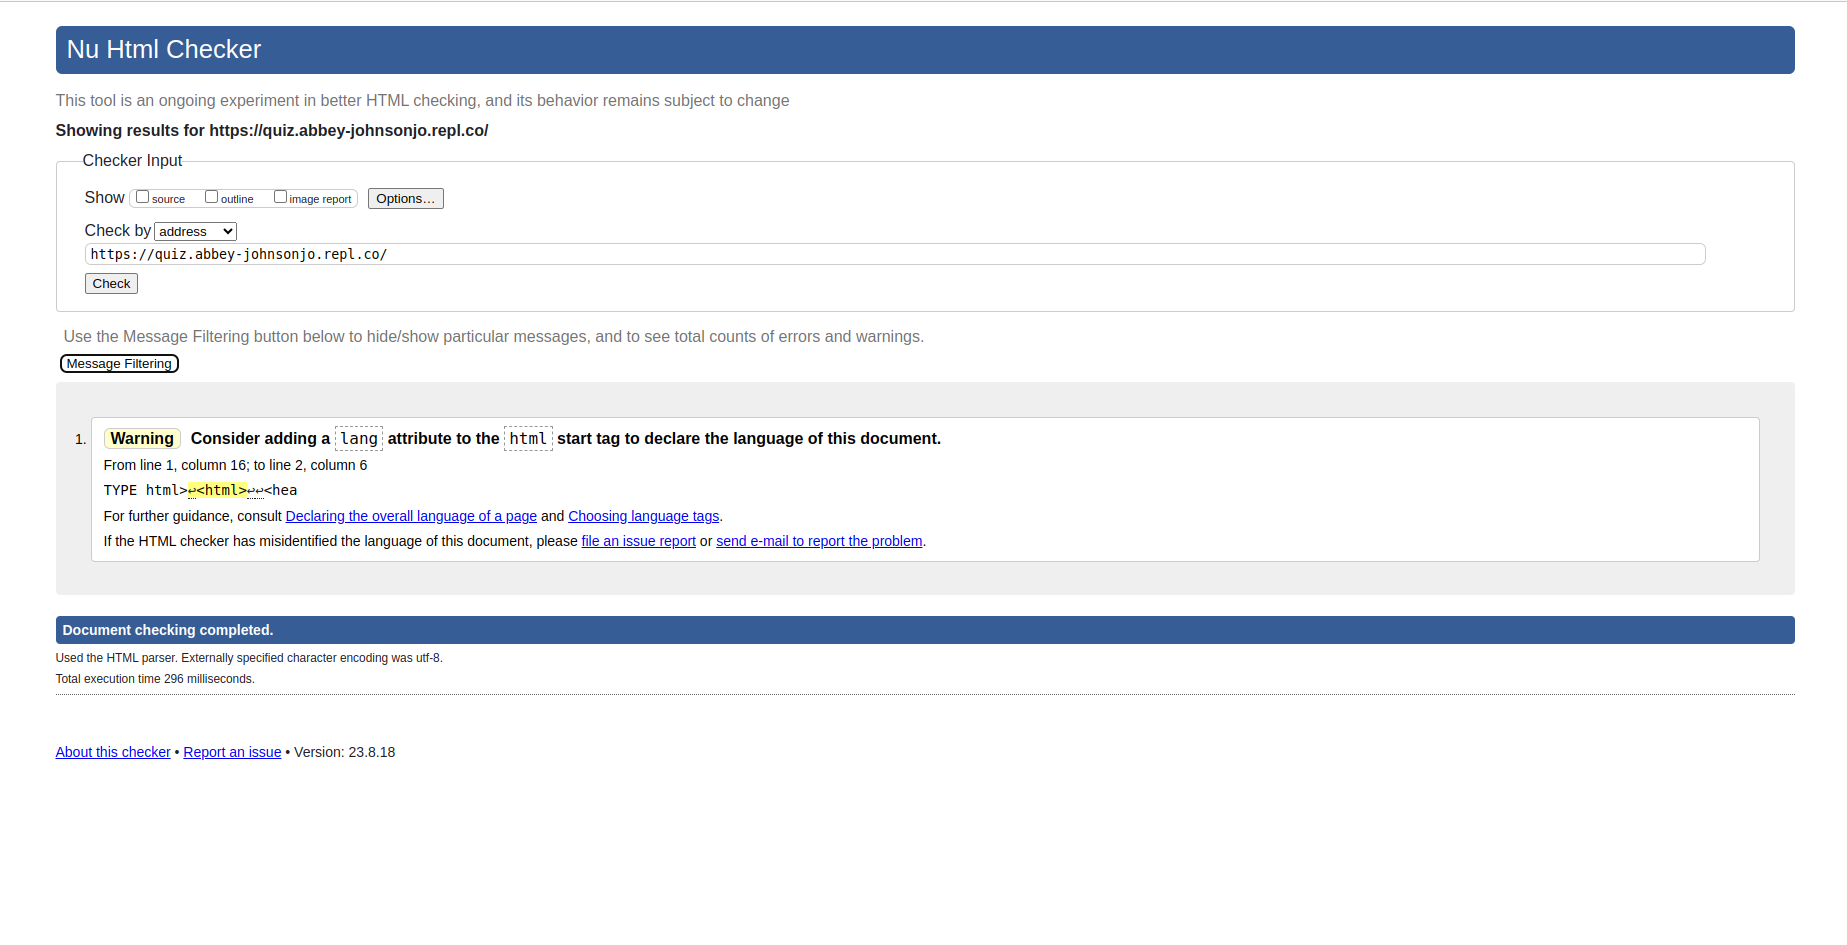 Nu Html Checker
This tool is an ongoing experiment in better HTML checking, and its behavior remains subject to change
Showing results for https://quiz.abbey-johnsonjo.repl.co/
Checker Input
Show source outline image report Options...
Check by address
https://quiz.abbey-johnsonjo.repl.co/
Check
Use the Message Filtering button below to hide/show particular messages, and to see total counts of errors and warnings.
Message Filtering
1. Warning Consider adding a lang attribute to the html start tag to declare the language of this document.
From line 1, column 16; to line 2, column 6
TYPE html>↩<html>↩↩<hea
For further guidance, consult Declaring the overall language of a page and Choosing language tags.
If the HTML checker has misidentified the language of this document, please file an issue report or send e-mail to report the problem.
Document checking completed.
Used the HTML parser. Externally specified character encoding was utf-8.
Total execution time 296 milliseconds.
About this checker • Report an issue • Version: 23.8.18